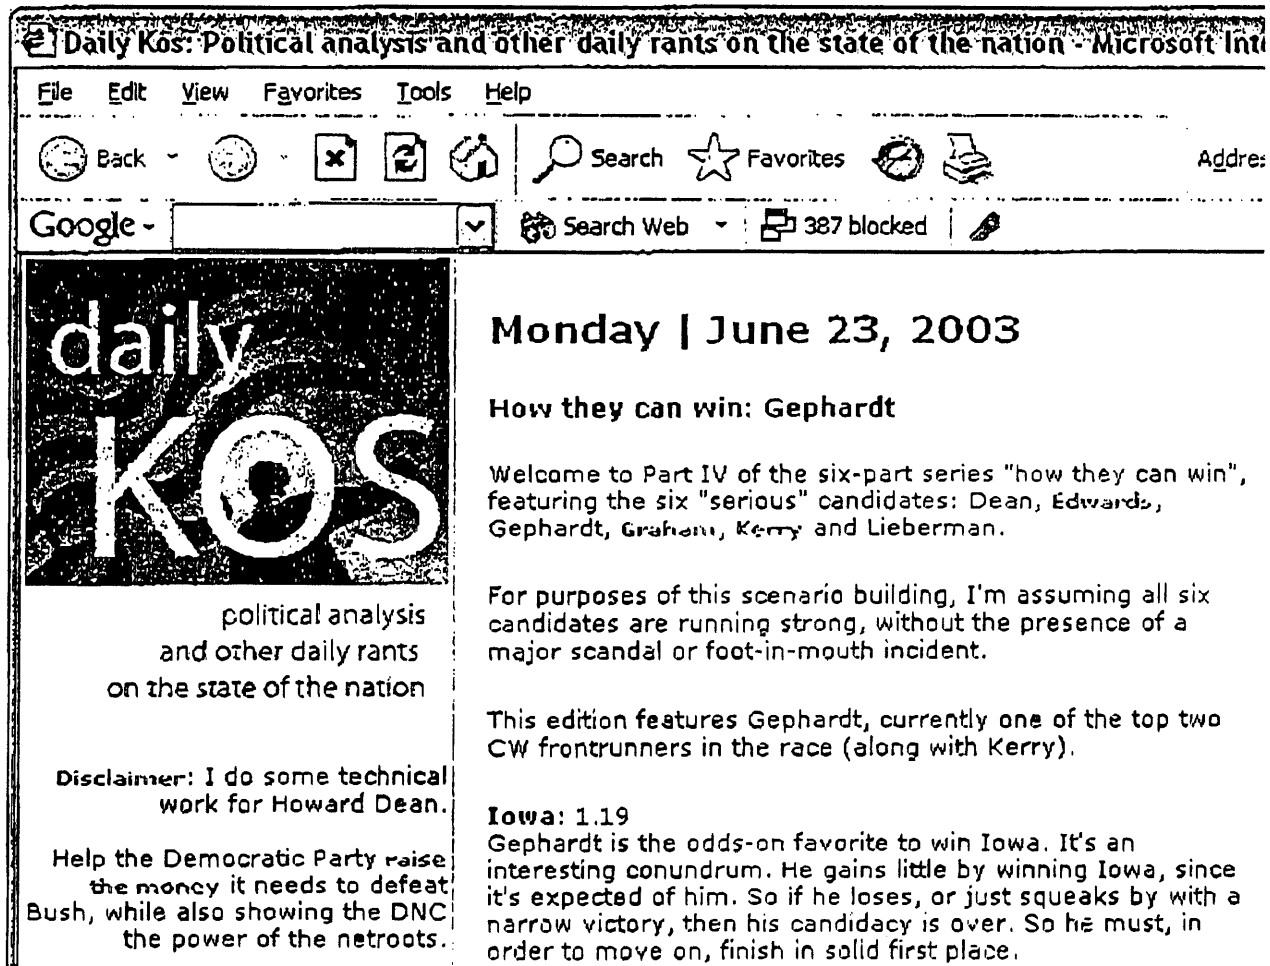 Daily Kos: Political analysis and other daily rants on the state of the nation - Microsoft Int
File Edit View Favorites Tools Help
Back Search Favorites Addre
Google Search Web 387 blocked
daily
KOS
political analysis
and other daily rants
on the state of the nation
Disclaimer: I do some technical
work for Howard Dean.
Help the Democratic Party raise
the money it needs to defeat
Bush, while also showing the DNC
the power of the netroots.
Monday | June 23, 2003
How they can win: Gephardt
Welcome to Part IV of the six-part series "how they can win",
featuring the six "serious" candidates: Dean, Edwards,
Gephardt, Graham, Kerry and Lieberman.
For purposes of this scenario building, I'm assuming all six
candidates are running strong, without the presence of a
major scandal or foot-in-mouth incident.
This edition features Gephardt, currently one of the top two
CW frontrunners in the race (along with Kerry).
Iowa: 1.19
Gephardt is the odds-on favorite to win Iowa. It's an
interesting conundrum. He gains little by winning Iowa, since
it's expected of him. So if he loses, or just squeaks by with a
narrow victory, then his candidacy is over. So he must, in
order to move on, finish in solid first place.